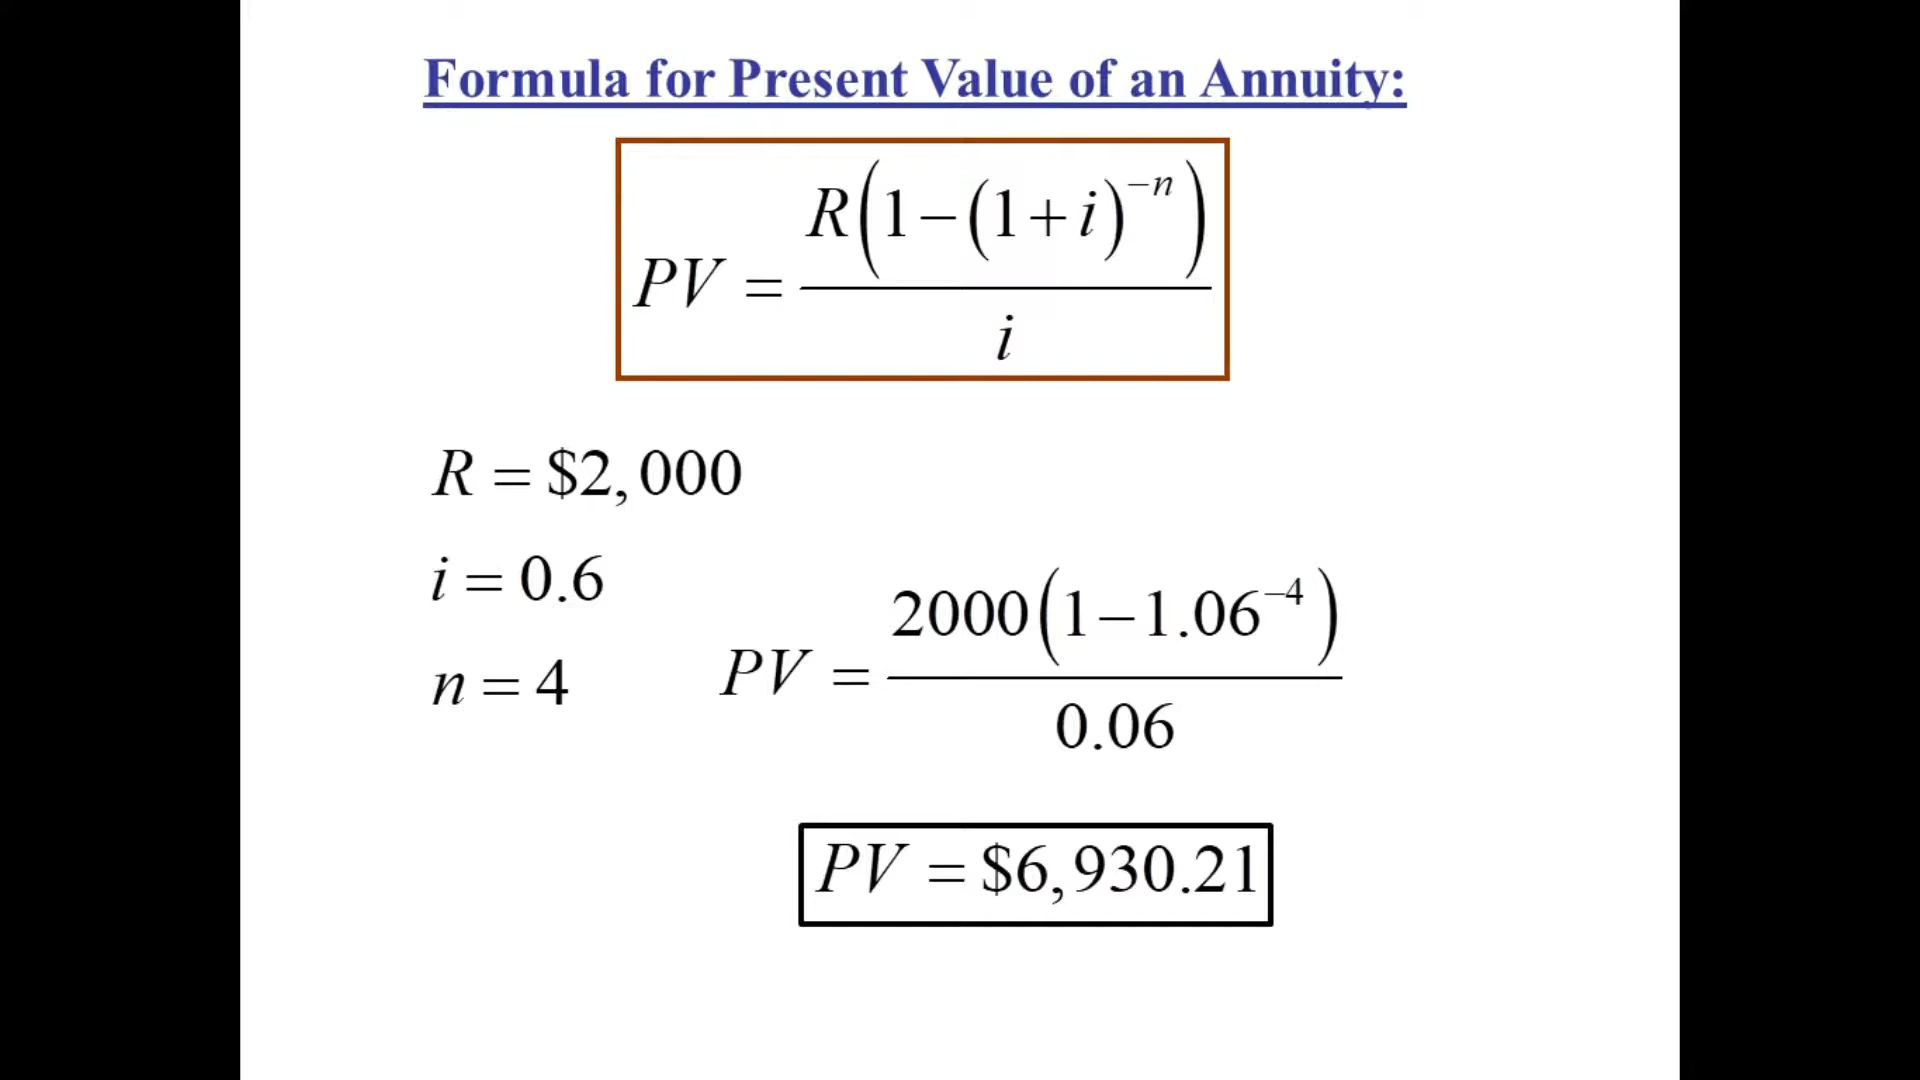 Formula for Present Value of an Annuity:
PV = R(1−(1+i)^−n) / i
R = $2,000
i = 0.6
n = 4
PV = 2000(1−1.06^−4) / 0.06
PV = $6,930.21